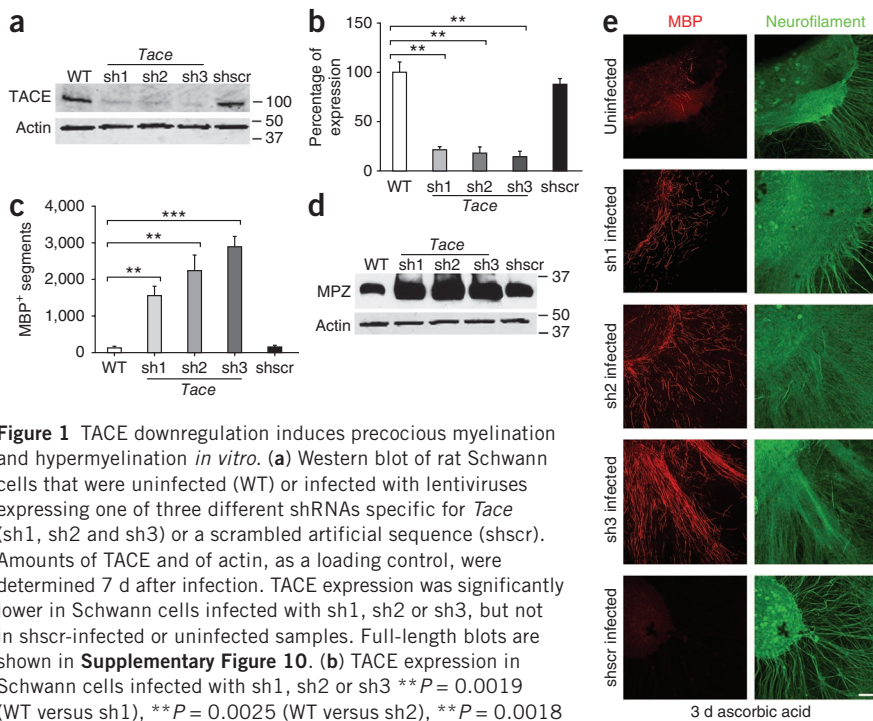 a
Tace
WT sh1 sh2 sh3 shscr
TACE
100
Actin
50
37
b
Percentage of
expression
150
100
50
0
**
**
**
WT sh1 sh2 sh3 shscr
Tace
c
MBP+ segments
4,000
3,000
2,000
1,000
0
***
**
**
WT sh1 sh2 sh3 shscr
Tace
d
Tace
WT sh1 sh2 sh3 shscr
37
MPZ
Actin
50
37
e
MBP Neurofilament
Uninfected
sh1 infected
sh2 infected
sh3 infected
shscr infected
3 d ascorbic acid
Figure 1 TACE downregulation induces precocious myelination
and hypermyelination in vitro. (a) Western blot of rat Schwann
cells that were uninfected (WT) or infected with lentiviruses
expressing one of three different shRNAs specific for Tace
(sh1, sh2 and sh3) or a scrambled artificial sequence (shscr).
Amounts of TACE and of actin, as a loading control, were
determined 7 d after infection. TACE expression was significantly
lower in Schwann cells infected with sh1, sh2 or sh3, but not
in shscr-infected or uninfected samples. Full-length blots are
shown in Supplementary Figure 10. (b) TACE expression in
Schwann cells infected with sh1, sh2 or sh3 **P = 0.0019
(WT versus sh1), **P = 0.0025 (WT versus sh2), **P = 0.0018